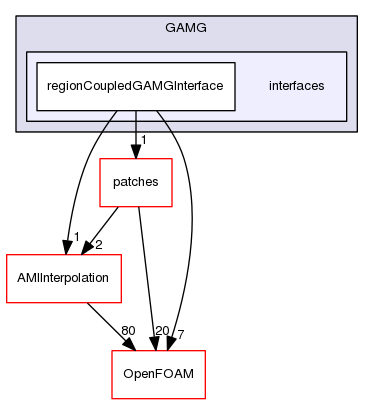 GAMG
regionCoupledGAMGInterface
interfaces
1
patches
1
2
AMIInterpolation
80
20
7
OpenFOAM